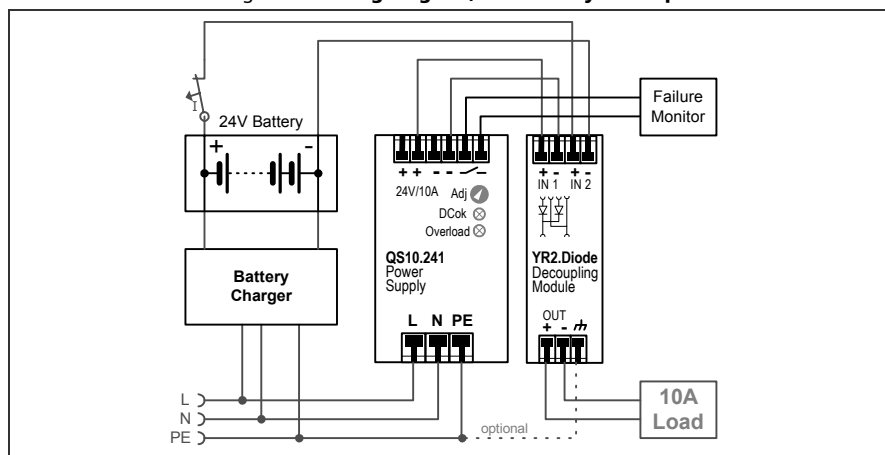 24V Battery
+ -
Battery
Charger
+ + - -
24V/10A Adj
DCok
Overload
QS10.241
Power
Supply
L N PE
Failure
Monitor
+ - + -
IN 1 IN 2
YR2.Diode
Decoupling
Module
OUT
+ -
10A
Load
L
N
PE
optional
I